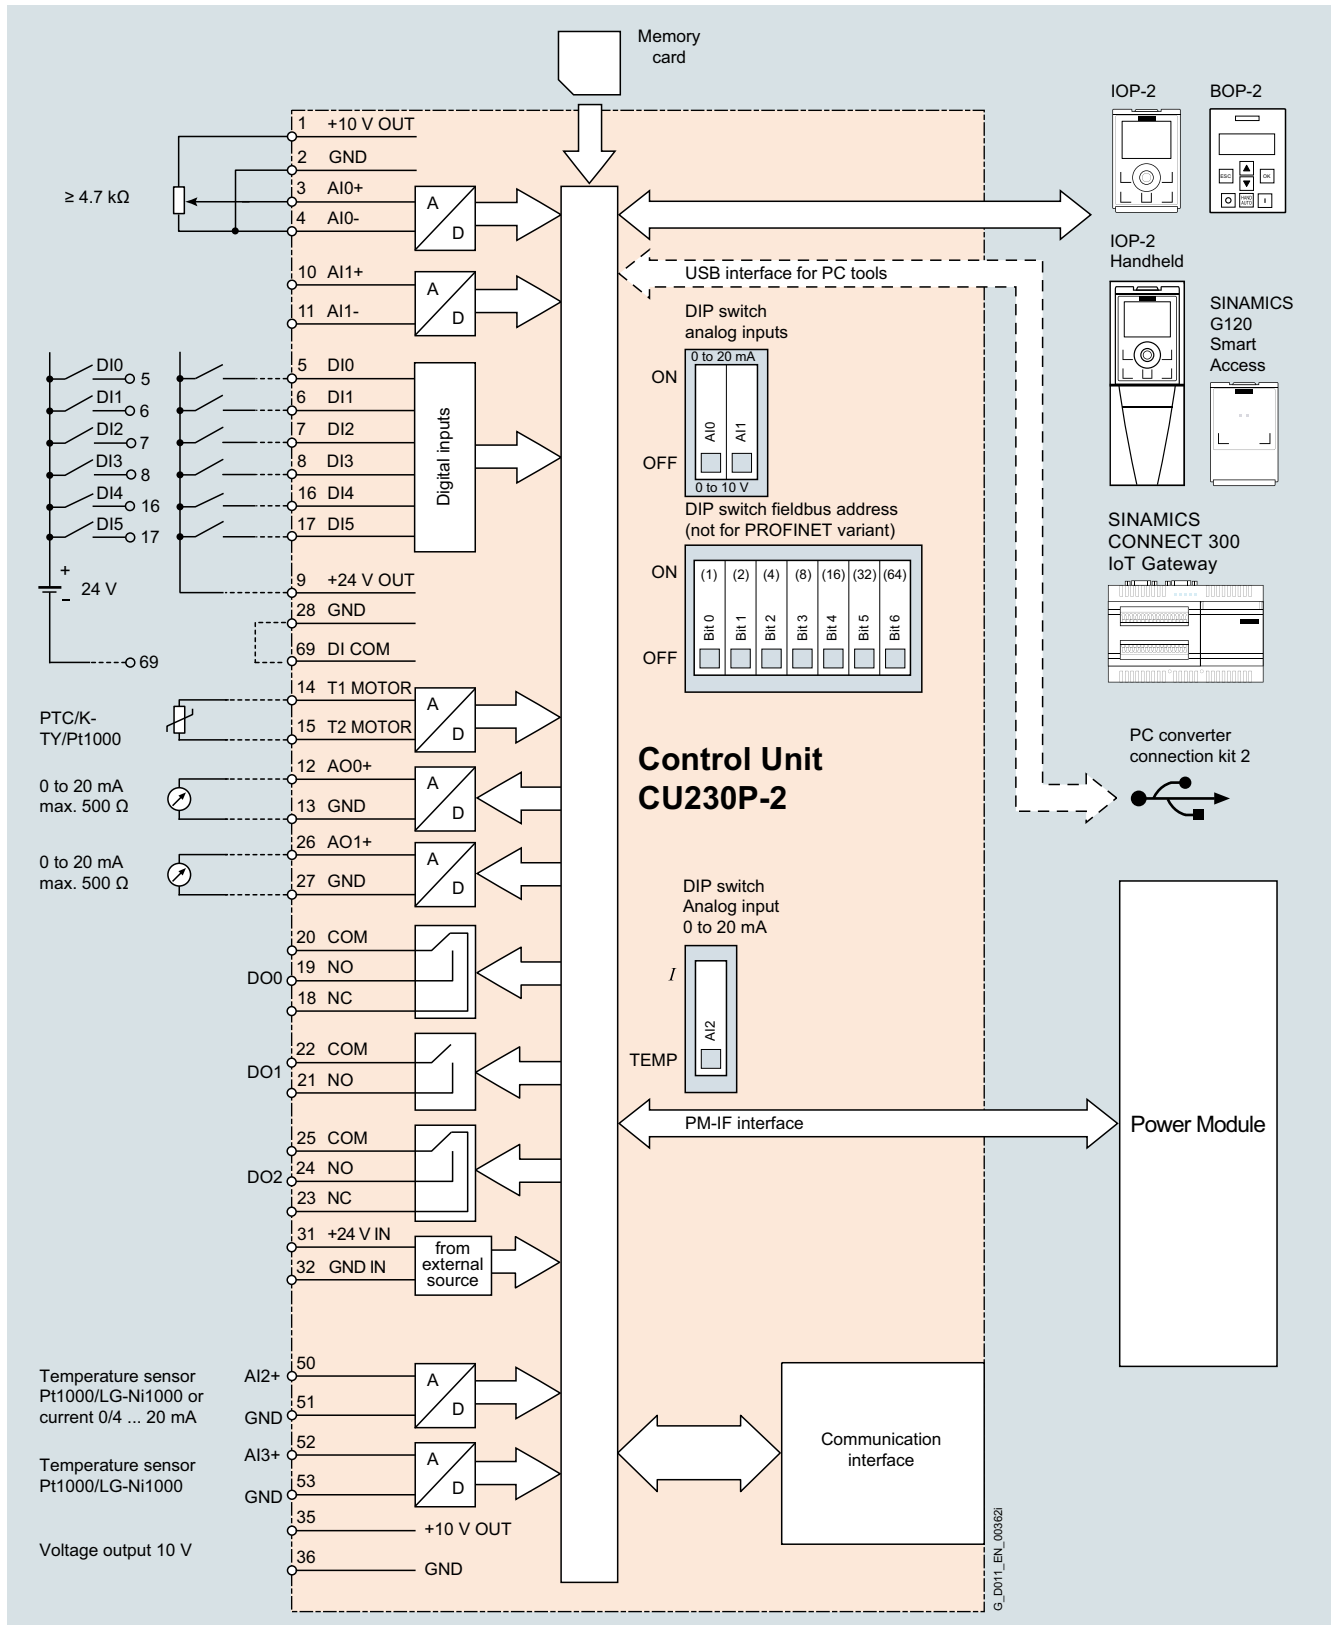 Memory
card
IOP-2
BOP-2
ESC
OK
HAND
AUTO
1 +10 V OUT
2 GND
3 AI0+
4 AI0-
≥ 4.7 kΩ
A
D
10 AI1+
11 AI1-
A
D
USB interface for PC tools
IOP-2
Handheld
SINAMICS
G120
Smart
Access
DIP switch
analog inputs
0 to 20 mA
ON
AI0
AI1
OFF
0 to 10 V
DI0
5
DI1
6
DI2
7
DI3
8
DI4
16
DI5
17
5 DI0
6 DI1
7 DI2
8 DI3
16 DI4
17 DI5
Digital inputs
DIP switch fieldbus address
(not for PROFINET variant)
ON
(1) (2) (4) (8) (16) (32) (64)
Bit 0
Bit 1
Bit 2
Bit 3
Bit 4
Bit 5
Bit 6
OFF
SINAMICS
CONNECT 300
IoT Gateway
+
24 V
–
69
9 +24 V OUT
28 GND
69 DI COM
14 T1 MOTOR
15 T2 MOTOR
A
D
PTC/K-
TY/Pt1000
12 AO0+
13 GND
A
D
0 to 20 mA
max. 500 Ω
26 AO1+
27 GND
A
D
0 to 20 mA
max. 500 Ω
Control Unit
CU230P-2
PC converter
connection kit 2
DIP switch
Analog input
0 to 20 mA
I
AI2
TEMP
20 COM
19 NO
18 NC
DO0
22 COM
21 NO
DO1
25 COM
24 NO
23 NC
DO2
PM-IF interface
Power Module
31 +24 V IN
32 GND IN
from
external
source
Temperature sensor
Pt1000/LG-Ni1000 or
current 0/4 ... 20 mA
AI2+
50
GND
51
A
D
Temperature sensor
Pt1000/LG-Ni1000
AI3+
52
GND
53
A
D
Communication
interface
Voltage output 10 V
35
+10 V OUT
36
GND
G_D011_EN_00362i